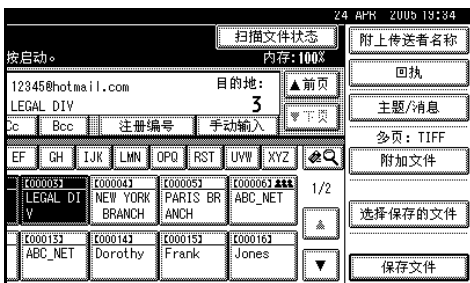 24 APR 2005 19:34
扫描文件状态
附上传送者名称
按启动。
内存:100%
12345@hotmail.com
目的地:
▲前页
回执
LEGAL DIV
3
▼下页
主题/消息
Cc Bcc 注册编号 手动输入
多页: TIFF
EF GH IJK LMN OPQ RST UVW XYZ
附加文件
[00003] [00004] [00005] [00006]
LEGAL DI NEW YORK PARIS BR ABC_NET
V BRANCH ANCH
1/2
▲
选择保存的文件
[00013] [00014] [00015] [00016]
ABC_NET Dorothy Frank Jones
▼
保存文件